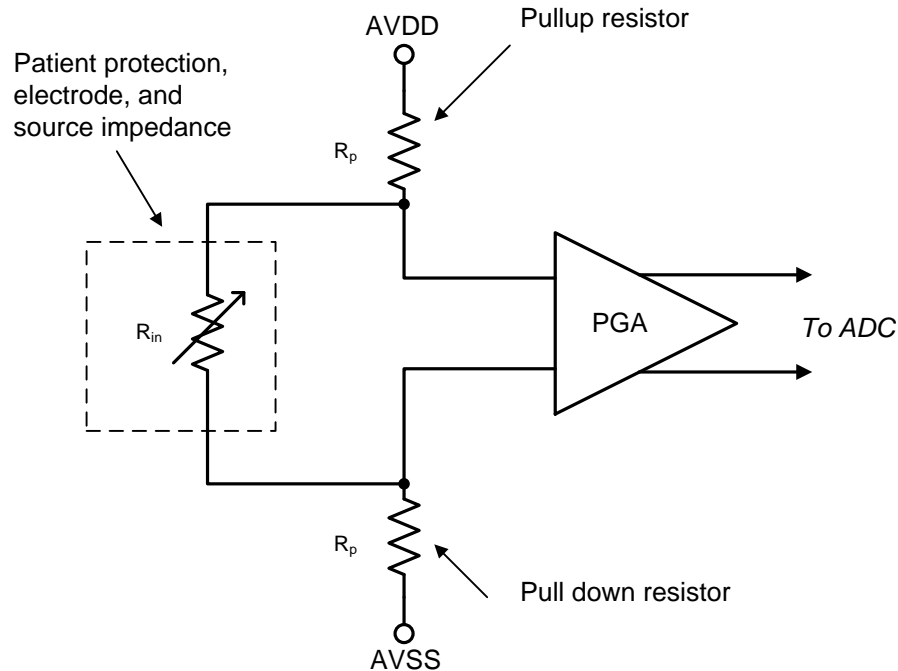 AVDD
Pullup resistor
Patient protection,
electrode, and
source impedance
Rp
Rin
PGA
To ADC
Rp
Pull down resistor
AVSS